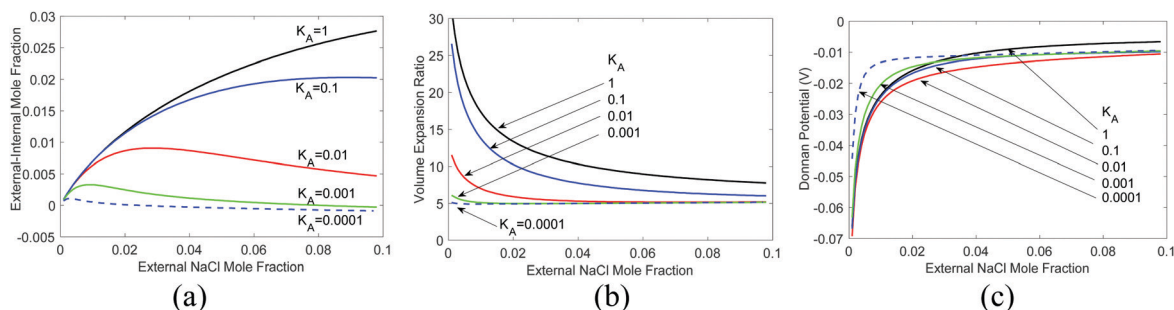 0.03
0.025
0.02
0.015
0.01
0.005
0
-0.005
0
0.02
0.04
0.06
0.08
0.1
External-Internal Mole Fraction
External NaCl Mole Fraction
K_A=1
K_A=0.1
K_A=0.01
K_A=0.001
K_A=0.0001
(a)
30
25
20
15
10
5
0
0
0.02
0.04
0.06
0.08
0.1
Volume Expansion Ratio
External NaCl Mole Fraction
K_A
1
0.1
0.01
0.001
K_A=0.0001
(b)
0
-0.01
-0.02
-0.03
-0.04
-0.05
-0.06
-0.07
0
0.02
0.04
0.06
0.08
0.1
Donnan Potential (V)
External NaCl Mole Fraction
K_A
1
0.1
0.01
0.001
0.0001
(c)